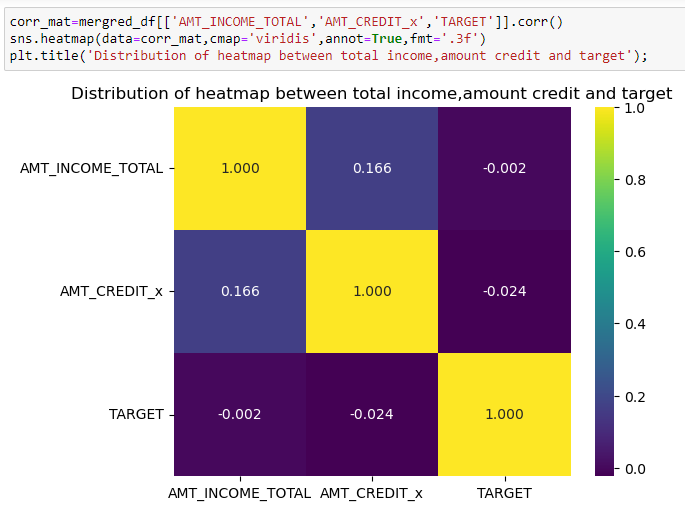 corr_mat=mergred_df[['AMT_INCOME_TOTAL','AMT_CREDIT_x','TARGET']].corr()
sns.heatmap(data=corr_mat,cmap='viridis',annot=True,fmt='.3f')
plt.title('Distribution of heatmap between total income,amount credit and target');
Distribution of heatmap between total income,amount credit and target
1.0
AMT_INCOME_TOTAL 1.000 0.166 -0.002
0.8
0.6
AMT_CREDIT_x 0.166 1.000 -0.024
0.4
0.2
TARGET -0.002 -0.024 1.000
0.0
AMT_INCOME_TOTAL AMT_CREDIT_x TARGET